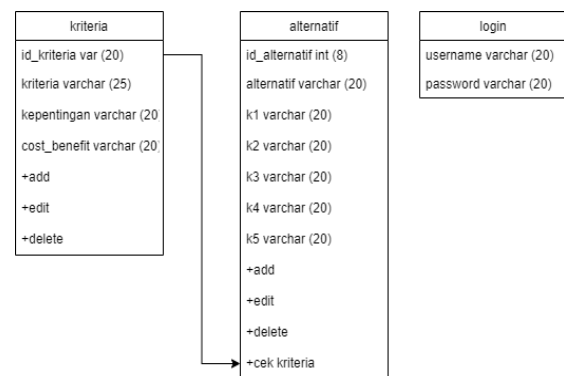 kriteria
id_kriteria var (20)
kriteria varchar (25)
kepentingan varchar (20
cost_benefit varchar (20)
+add
+edit
+delete
alternatif
id_alternatif int (8)
alternatif varchar (20)
k1 varchar (20)
k2 varchar (20)
k3 varchar (20)
k4 varchar (20)
k5 varchar (20)
+add
+edit
+delete
+cek kriteria
login
username varchar (20)
password varchar (20)